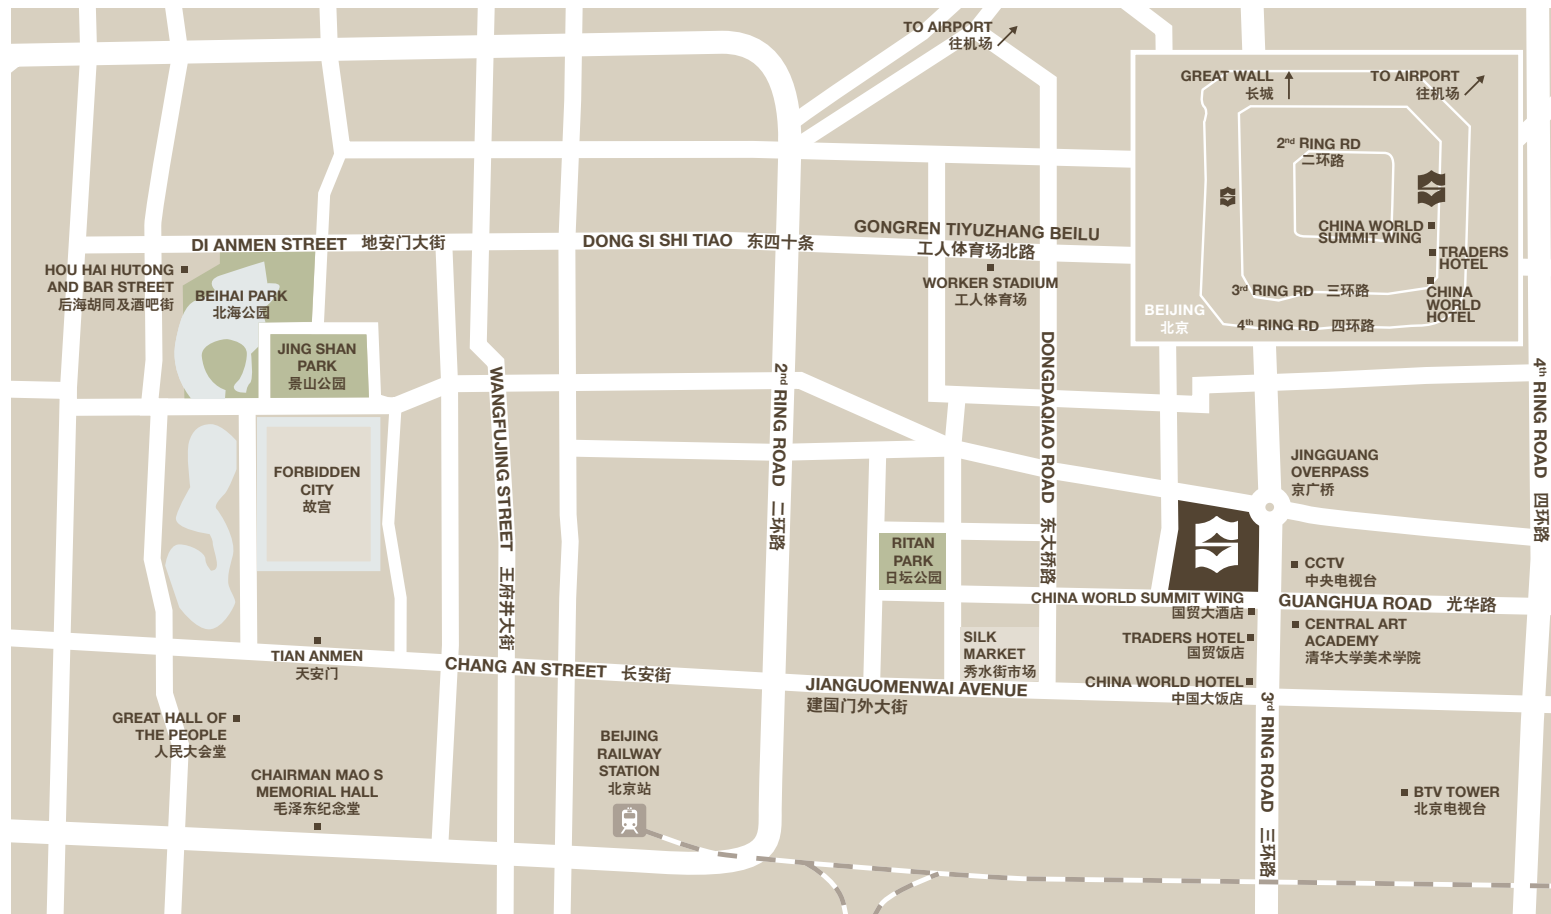 TO AIRPORT
往机场
GREAT WALL
长城
TO AIRPORT
往机场
2nd RING RD
二环路
CHINA WORLD
SUMMIT WING
TRADERS
HOTEL
CHINA
WORLD
HOTEL
3rd RING RD 三环路
4th RING RD 四环路
BEIJING
北京
DI ANMEN STREET 地安门大街
DONG SI SHI TIAO 东四十条
GONGREN TIYUZHANG BEILU
工人体育场北路
WORKER STADIUM
工人体育场
HOU HAI HUTONG
AND BAR STREET
后海胡同及酒吧街
BEIHAI PARK
北海公园
JING SHAN
PARK
景山公园
WANGFUJING STREET 王府井大街
2nd RING ROAD 二环路
DONGDAQIAO ROAD 东大桥路
4th RING ROAD 四环路
FORBIDDEN
CITY
故宫
JINGGUANG
OVERPASS
京广桥
RITAN
PARK
日坛公园
CCTV
中央电视台
CHINA WORLD SUMMIT WING
国贸大酒店
GUANGHUA ROAD 光华路
TRADERS HOTEL
国贸饭店
CENTRAL ART
ACADEMY
清华大学美术学院
SILK
MARKET
秀水街市场
CHINA WORLD HOTEL
中国大饭店
TIAN ANMEN
天安门
CHANG AN STREET 长安街
JIANGUOMENWAI AVENUE
建国门外大街
3rd RING ROAD 三环路
GREAT HALL OF
THE PEOPLE
人民大会堂
BEIJING
RAILWAY
STATION
北京站
CHAIRMAN MAO S
MEMORIAL HALL
毛泽东纪念堂
BTV TOWER
北京电视台